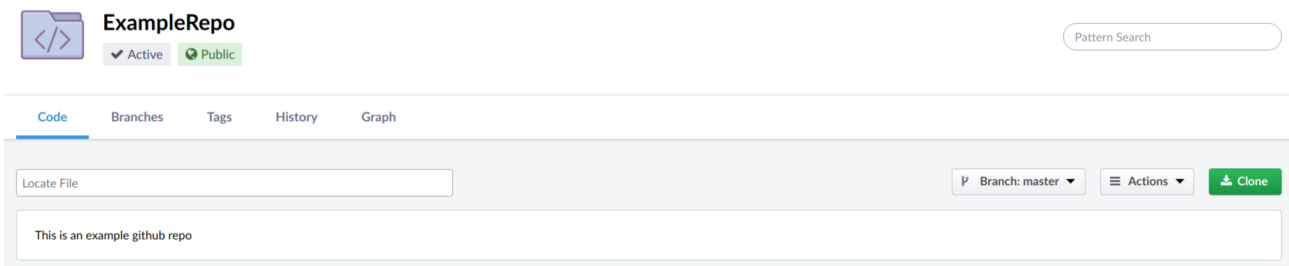 ExampleRepo
Active Public
Pattern Search
Code Branches Tags History Graph
Locate File
Branch: master Actions Clone
This is an example github repo